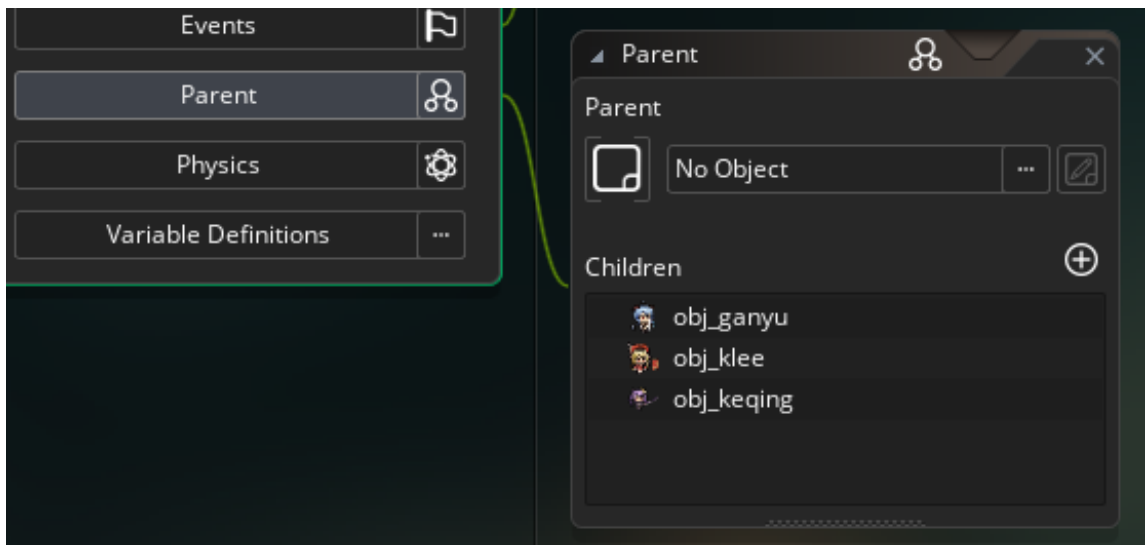 Events
Parent
Physics
Variable Definitions
Parent
Parent
No Object
Children
obj_ganyu
obj_klee
obj_keqing